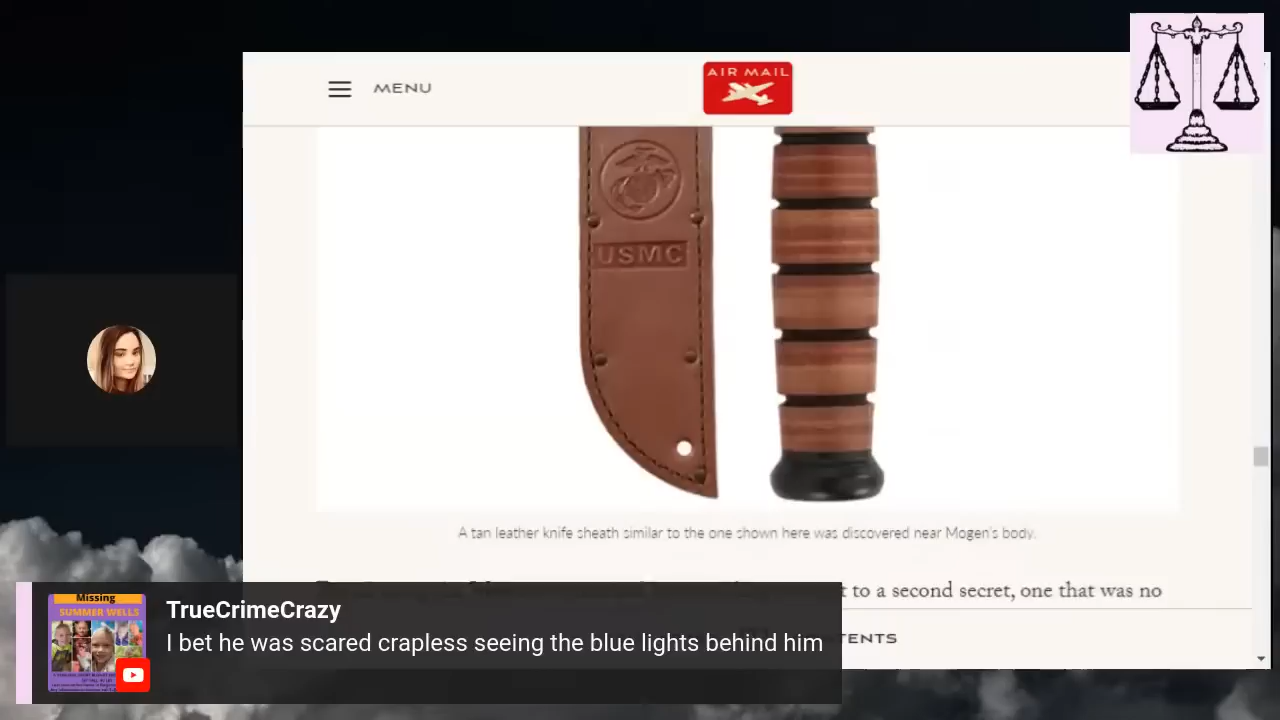 MENU
AIR MAIL
USMC
A tan leather knife sheath similar to the one shown here was discovered near Mogen's body.
t to a second secret, one that was no
TENTS
Missing
SUMMER WELLS
TrueCrimeCrazy
I bet he was scared crapless seeing the blue lights behind him